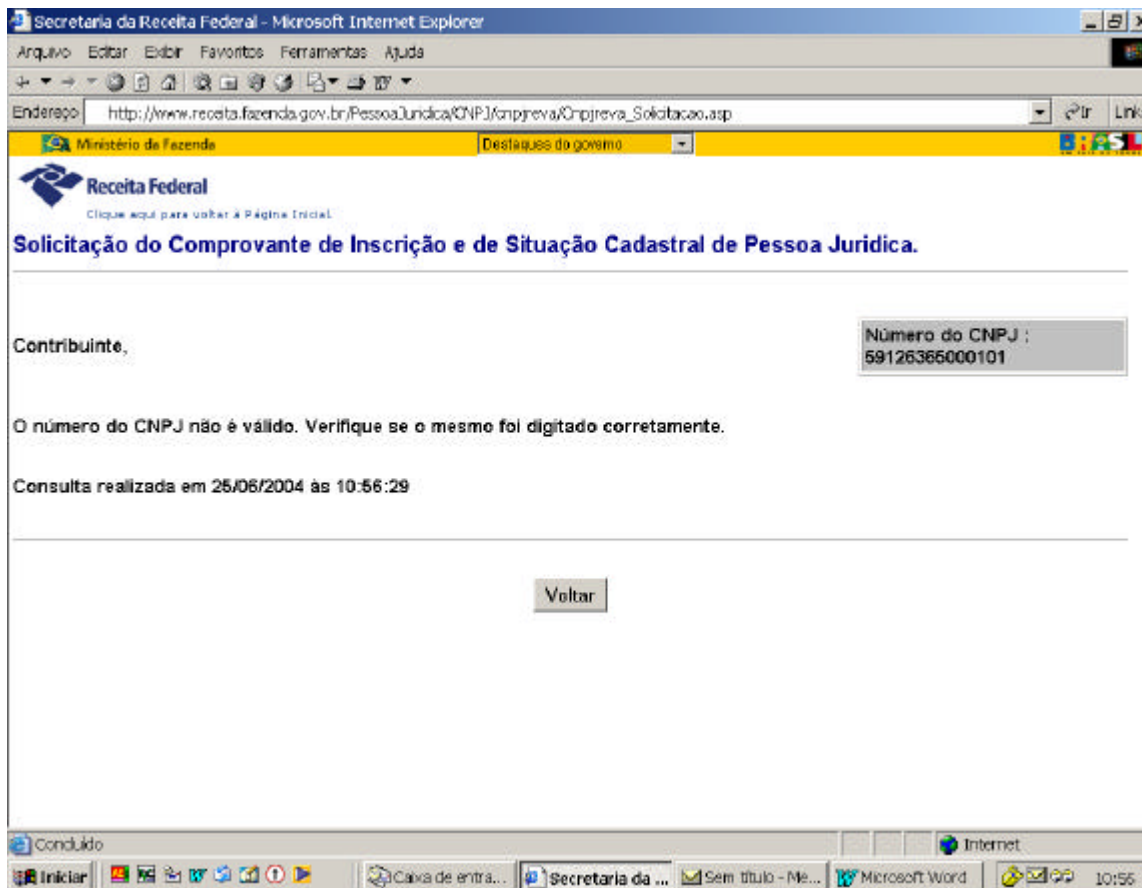 Secretaria da Receita Federal - Microsoft Internet Explorer
Arquivo Editar Exibir Favoritos Ferramentas Ajuda
Endereço http://www.receita.fazenda.gov.br/PessoaJuridica/CNPJ/cnpjreva/Cnpjreva_Solicitacao.asp Ir Link
Ministério da Fazenda Destaques do governo BRASIL
Receita Federal
Clique aqui para voltar à Página Inicial.
Solicitação do Comprovante de Inscrição e de Situação Cadastral de Pessoa Juridica.
Número do CNPJ :
59126365000101
Contribuinte,
O número do CNPJ não é válido. Verifique se o mesmo foi digitado corretamente.
Consulta realizada em 25/06/2004 às 10:56:29
Voltar
Concluído Internet
Iniciar Caixa de entra... Secretaria da ... Sem título - Me... Microsoft Word 10:56